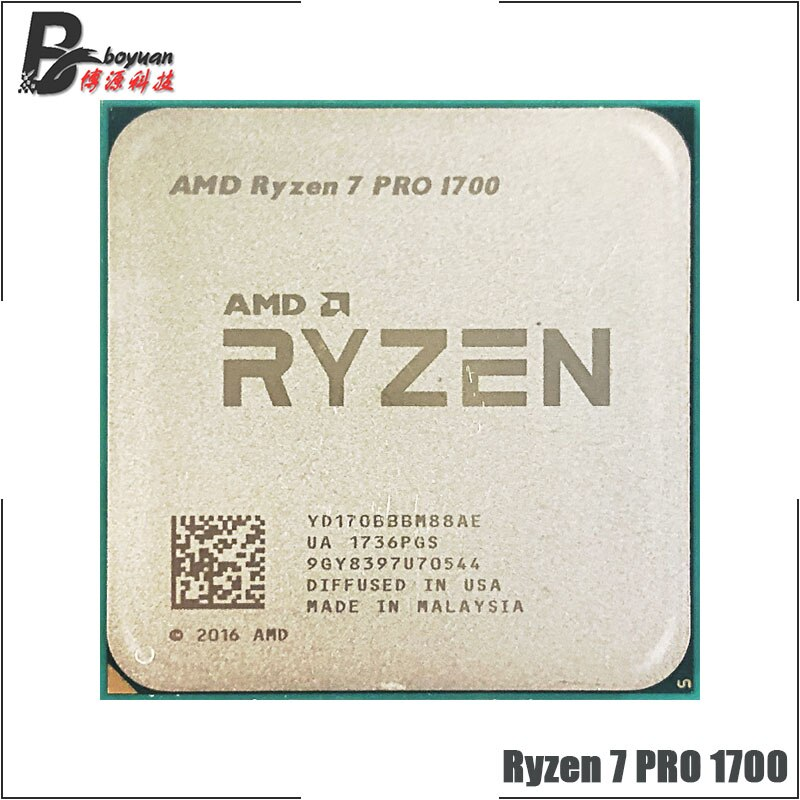 boyuan
博源科技
AMD Ryzen 7 PRO 1700
AMD
RYZEN
YD170BBBM88AE
UA 1736PGS
9GY8397U70544
DIFFUSED IN USA
MADE IN MALAYSIA
© 2016 AMD
5
Ryzen 7 PRO 1700